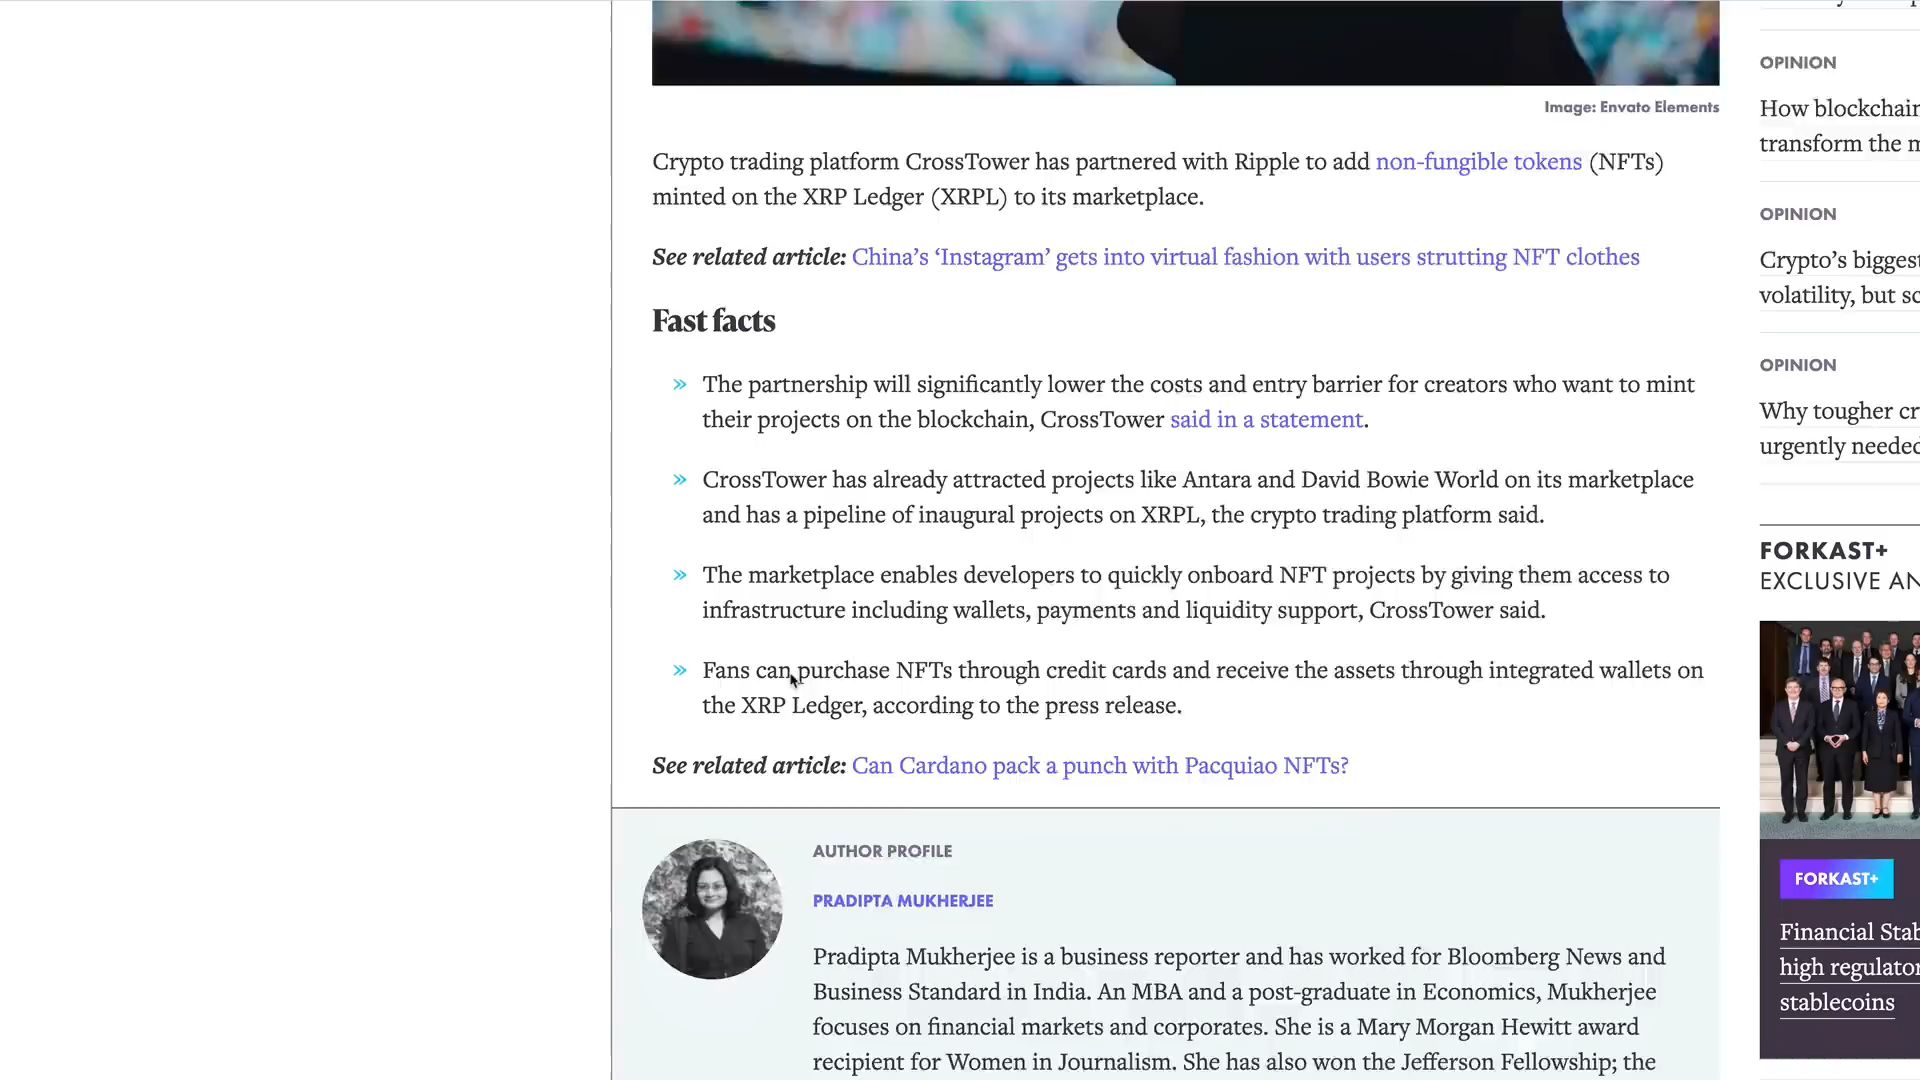 Image: Envato Elements
Crypto trading platform CrossTower has partnered with Ripple to add non-fungible tokens (NFTs)
minted on the XRP Ledger (XRPL) to its marketplace.
See related article: China’s ‘Instagram’ gets into virtual fashion with users strutting NFT clothes
Fast facts
» The partnership will significantly lower the costs and entry barrier for creators who want to mint
their projects on the blockchain, CrossTower said in a statement.
» CrossTower has already attracted projects like Antara and David Bowie World on its marketplace
and has a pipeline of inaugural projects on XRPL, the crypto trading platform said.
» The marketplace enables developers to quickly onboard NFT projects by giving them access to
infrastructure including wallets, payments and liquidity support, CrossTower said.
» Fans can purchase NFTs through credit cards and receive the assets through integrated wallets on
the XRP Ledger, according to the press release.
See related article: Can Cardano pack a punch with Pacquiao NFTs?
AUTHOR PROFILE
PRADIPTA MUKHERJEE
Pradipta Mukherjee is a business reporter and has worked for Bloomberg News and
Business Standard in India. An MBA and a post-graduate in Economics, Mukherjee
focuses on financial markets and corporates. She is a Mary Morgan Hewitt award
recipient for Women in Journalism. She has also won the Jefferson Fellowship; the
OPINION
How blockchain
transform the
OPINION
Crypto’s biggest
volatility, but
OPINION
Why tougher
urgently needed
FORKAST+
EXCLUSIVE
FORKAST+
Financial
high
stablecoins